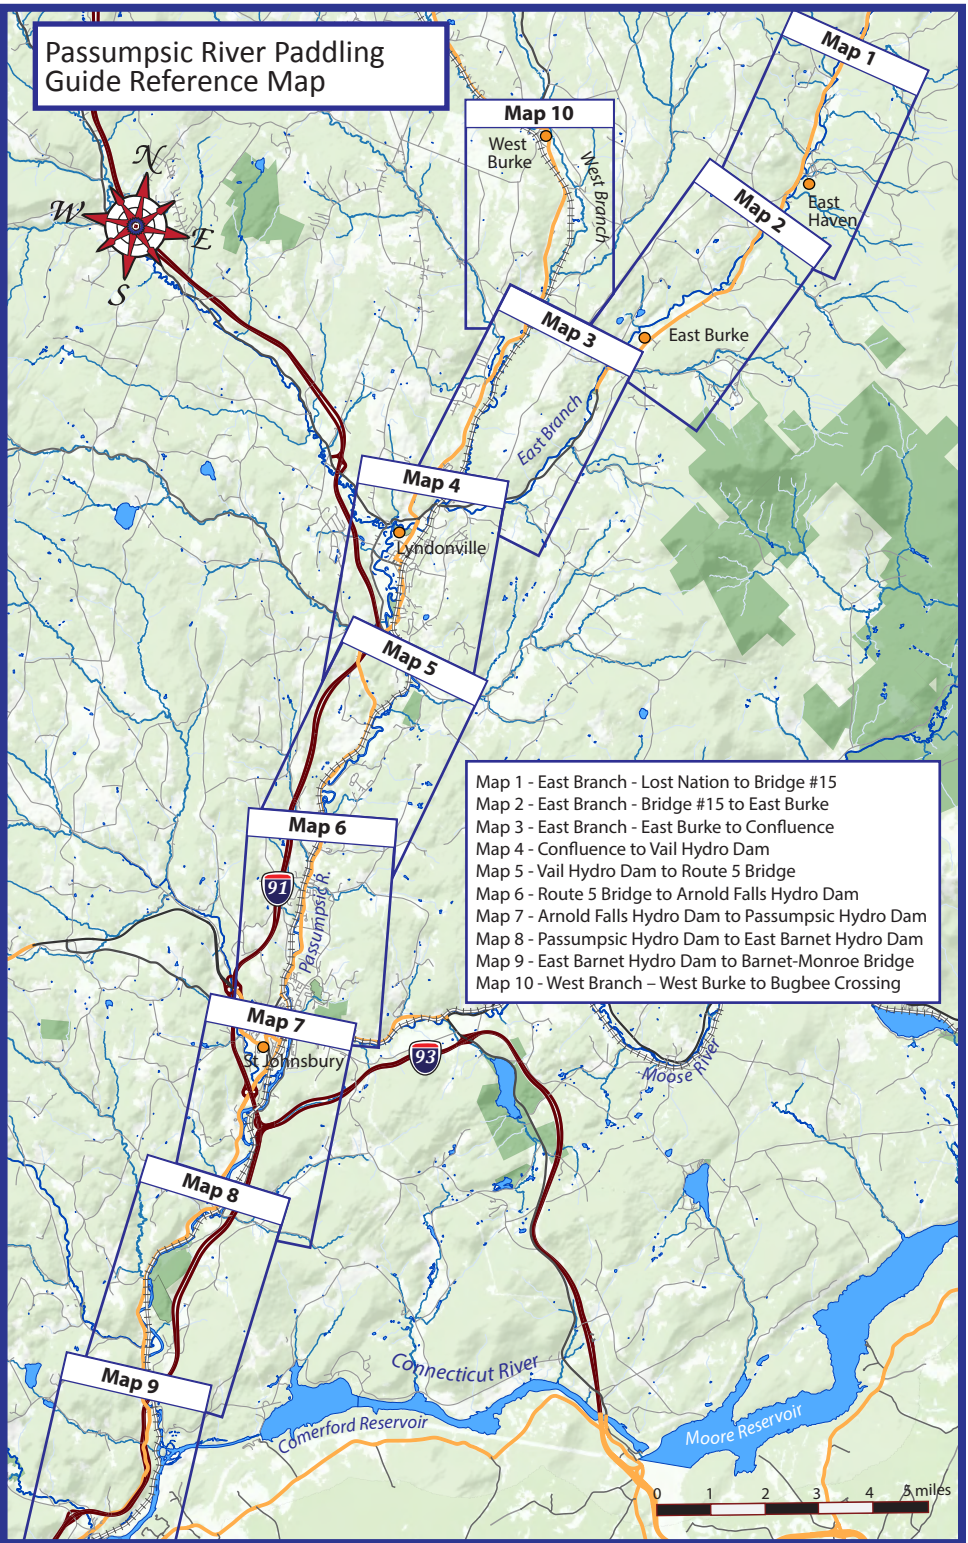 Passumpsic River Paddling
Guide Reference Map
Map 1
Map 10
West
Burke
West Branch
N
W
E
S
East
Haven
Map 2
Map 3
East Burke
East Branch
Map 4
Lyndonville
Map 5
Map 1 - East Branch - Lost Nation to Bridge #15
Map 2 - East Branch - Bridge #15 to East Burke
Map 3 - East Branch - East Burke to Confluence
Map 4 - Confluence to Vail Hydro Dam
Map 5 - Vail Hydro Dam to Route 5 Bridge
Map 6 - Route 5 Bridge to Arnold Falls Hydro Dam
Map 7 - Arnold Falls Hydro Dam to Passumpsic Hydro Dam
Map 8 - Passumpsic Hydro Dam to East Barnet Hydro Dam
Map 9 - East Barnet Hydro Dam to Barnet-Monroe Bridge
Map 10 - West Branch – West Burke to Bugbee Crossing
Map 6
91
Passumpsic R.
Map 7
St Johnsbury
93
Moose River
Map 8
Map 9
Connecticut River
Comerford Reservoir
Moore Reservoir
0 1 2 3 4 5 miles